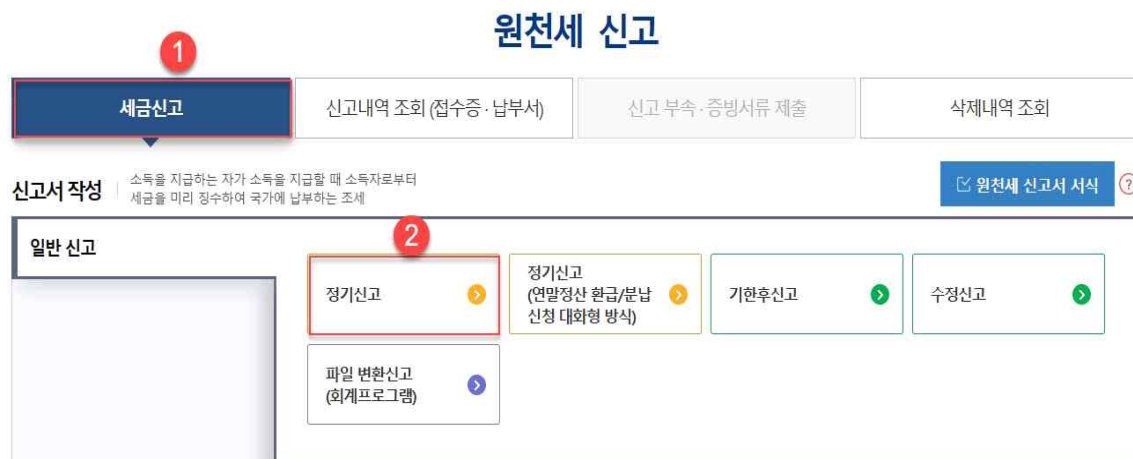 원천세 신고
1
세금신고
신고내역 조회 (접수증 · 납부서)
신고 부속 · 증빙서류 제출
삭제내역 조회
신고서 작성
소득을 지급하는 자가 소득을 지급할 때 소득자로부터
세금을 미리 징수하여 국가에 납부하는 조세
원천세 신고서 서식
?
일반 신고
2
정기신고
정기신고
(연말정산 환급/분납
신청 대화형 방식)
기한후신고
수정신고
파일 변환신고
(회계프로그램)